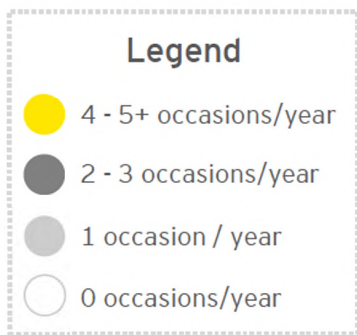 Legend
4 - 5+ occasions/year
2 - 3 occasions/year
1 occasion / year
0 occasions/year